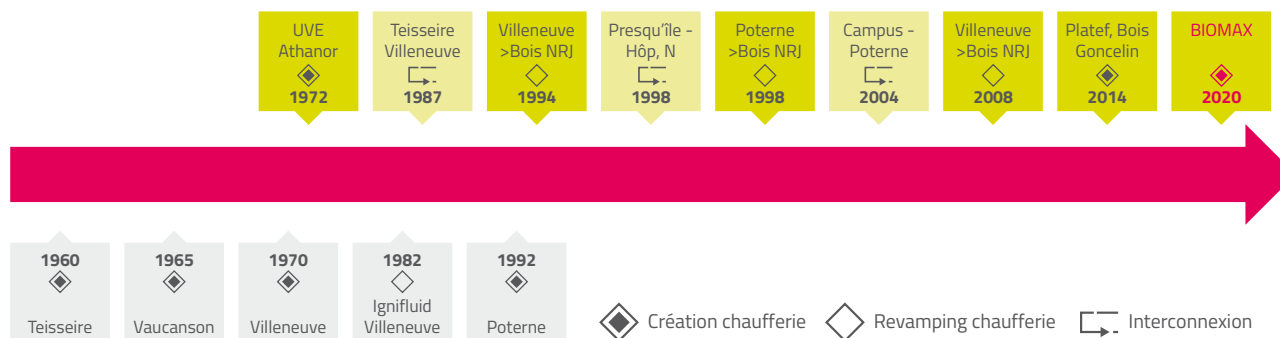 UVE
Athanor
1972
Teisseire
Villeneuve
1987
Villeneuve
>Bois NRJ
1994
Presqu'île -
Hôp, N
1998
Poterne
>Bois NRJ
1998
Campus -
Poterne
2004
Villeneuve
>Bois NRJ
2008
Platef, Bois
Goncelin
2014
BIOMAX
2020
1960
Teisseire
1965
Vaucanson
1970
Villeneuve
1982
Ignifluid
Villeneuve
1992
Poterne
Création chaufferie
Revamping chaufferie
Interconnexion